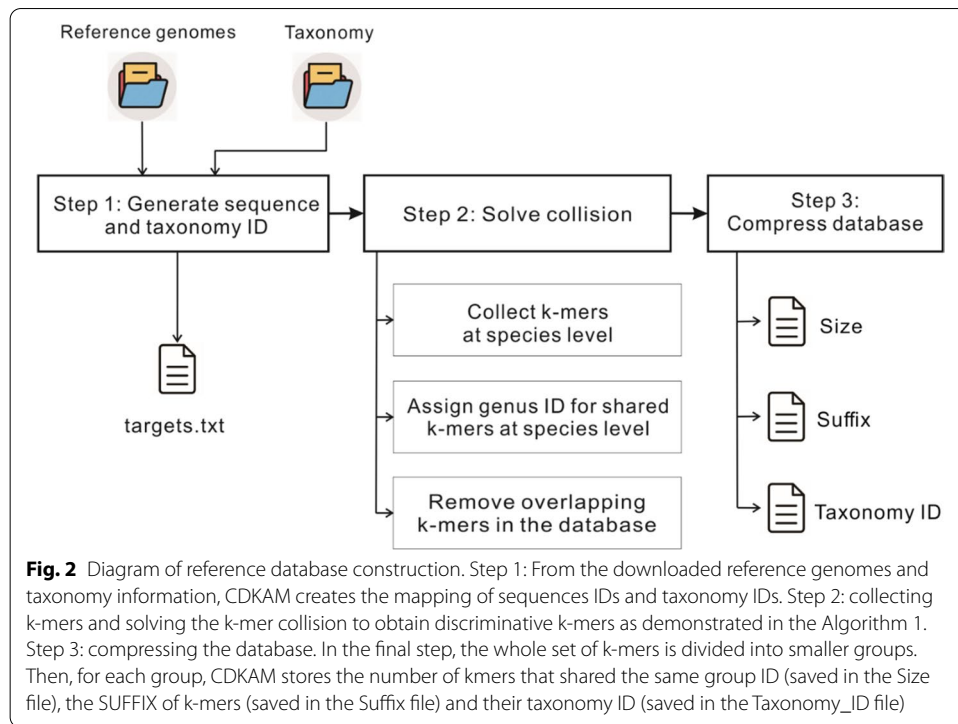 Reference genomes
Taxonomy
Step 1: Generate sequence
and taxonomy ID
Step 2: Solve collision
Step 3:
Compress database
targets.txt
Collect k-mers
at species level
Assign genus ID for shared
k-mers at species level
Remove overlapping
k-mers in the database
Size
Suffix
Taxonomy ID
Fig. 2 Diagram of reference database construction. Step 1: From the downloaded reference genomes and
taxonomy information, CDKAM creates the mapping of sequences IDs and taxonomy IDs. Step 2: collecting
k-mers and solving the k-mer collision to obtain discriminative k-mers as demonstrated in the Algorithm 1.
Step 3: compressing the database. In the final step, the whole set of k-mers is divided into smaller groups.
Then, for each group, CDKAM stores the number of kmers that shared the same group ID (saved in the Size
file), the SUFFIX of k-mers (saved in the Suffix file) and their taxonomy ID (saved in the Taxonomy_ID file)